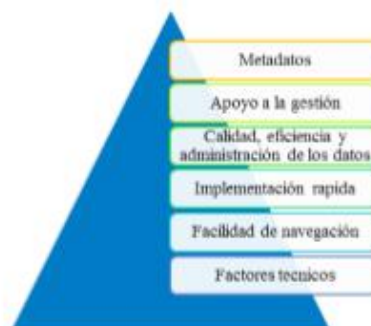 Metadatos
Apoyo a la gestión
Calidad, eficiencia y
administración de los datos
Implementación rapida
Facilidad de navegación
Factores tecnicos